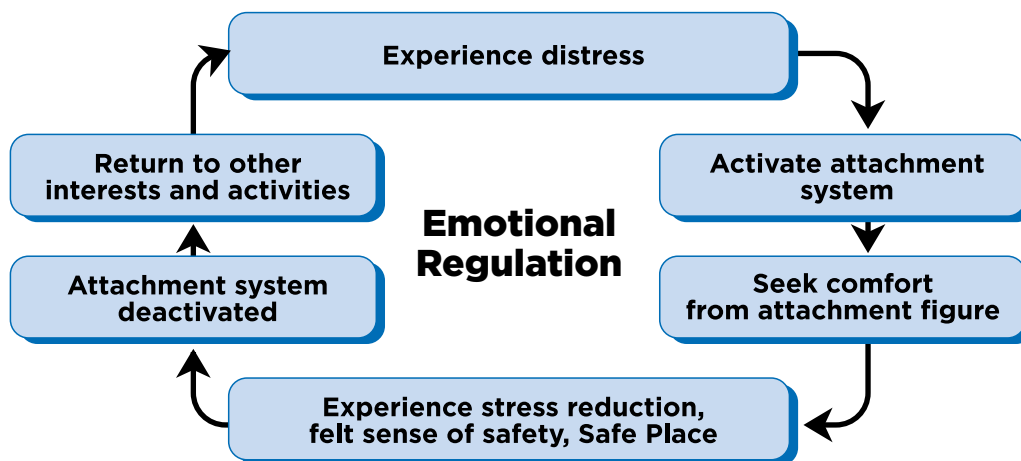 Experience distress
Activate attachment
system
Seek comfort
from attachment figure
Experience stress reduction,
felt sense of safety, Safe Place
Attachment system
deactivated
Return to other
interests and activities
Emotional
Regulation